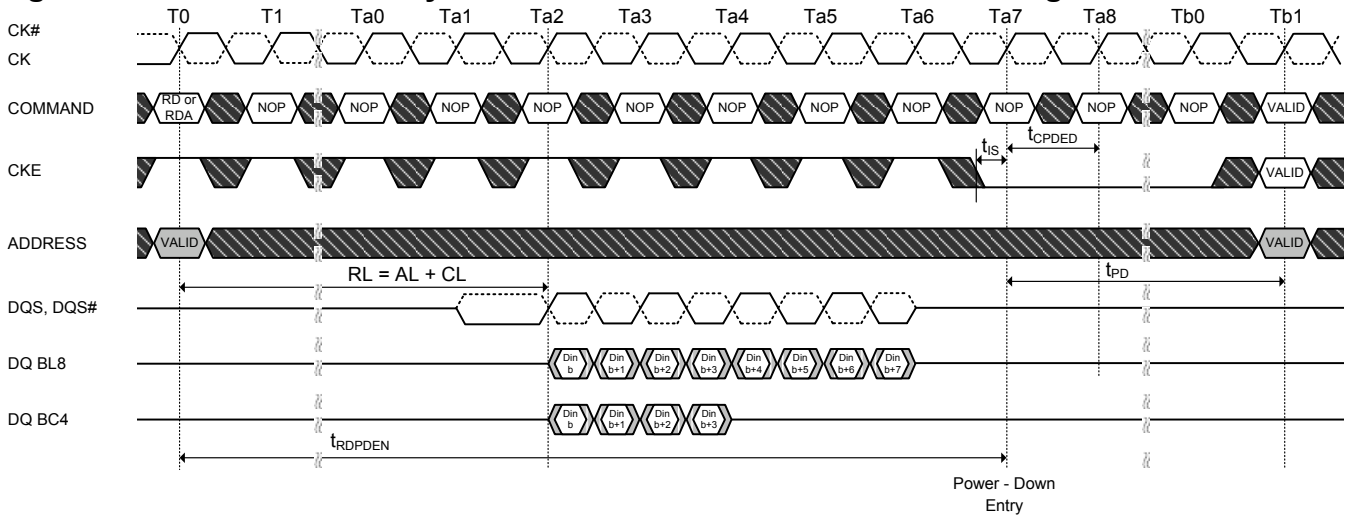 T0 T1 Ta0 Ta1 Ta2 Ta3 Ta4 Ta5 Ta6 Ta7 Ta8 Tb0 Tb1
CK#
CK
COMMAND
RD or
RDA
NOP NOP NOP NOP NOP NOP NOP NOP NOP NOP NOP VALID
tIS tCPDED
CKE
VALID
ADDRESS
VALID VALID
RL = AL + CL
tPD
DQS, DQS#
DQ BL8
Din Din Din Din Din Din Din Din
b b+1 b+2 b+3 b+4 b+5 b+6 b+7
DQ BC4
Din Din Din Din
b b+1 b+2 b+3
tRDPDEN
Power - Down
Entry